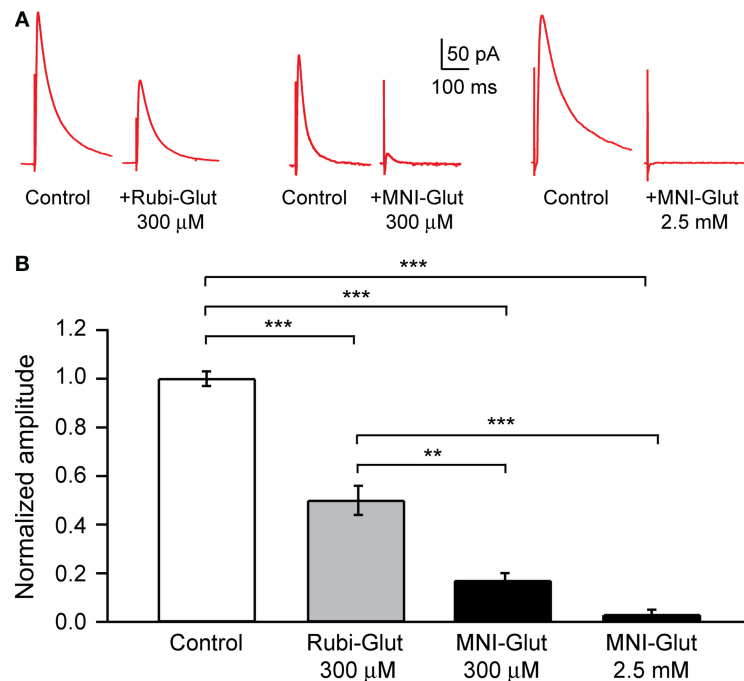 A
50 pA
100 ms
Control
+Rubi-Glut
300 μM
Control
+MNI-Glut
300 μM
Control
+MNI-Glut
2.5 mM
B
***
***
***
***
**
Normalized amplitude
1.2
1.0
0.8
0.6
0.4
0.2
0.0
Control
Rubi-Glut
300 μM
MNI-Glut
300 μM
MNI-Glut
2.5 mM